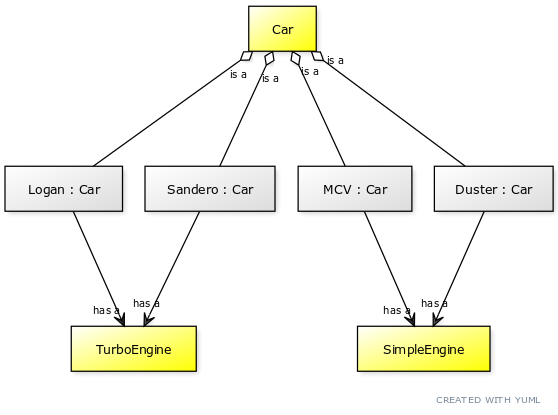 Car
is a
is a
is a
is a
Logan : Car
Sandero : Car
MCV : Car
Duster : Car
has a
has a
has a
has a
TurboEngine
SimpleEngine
CREATED WITH YUML